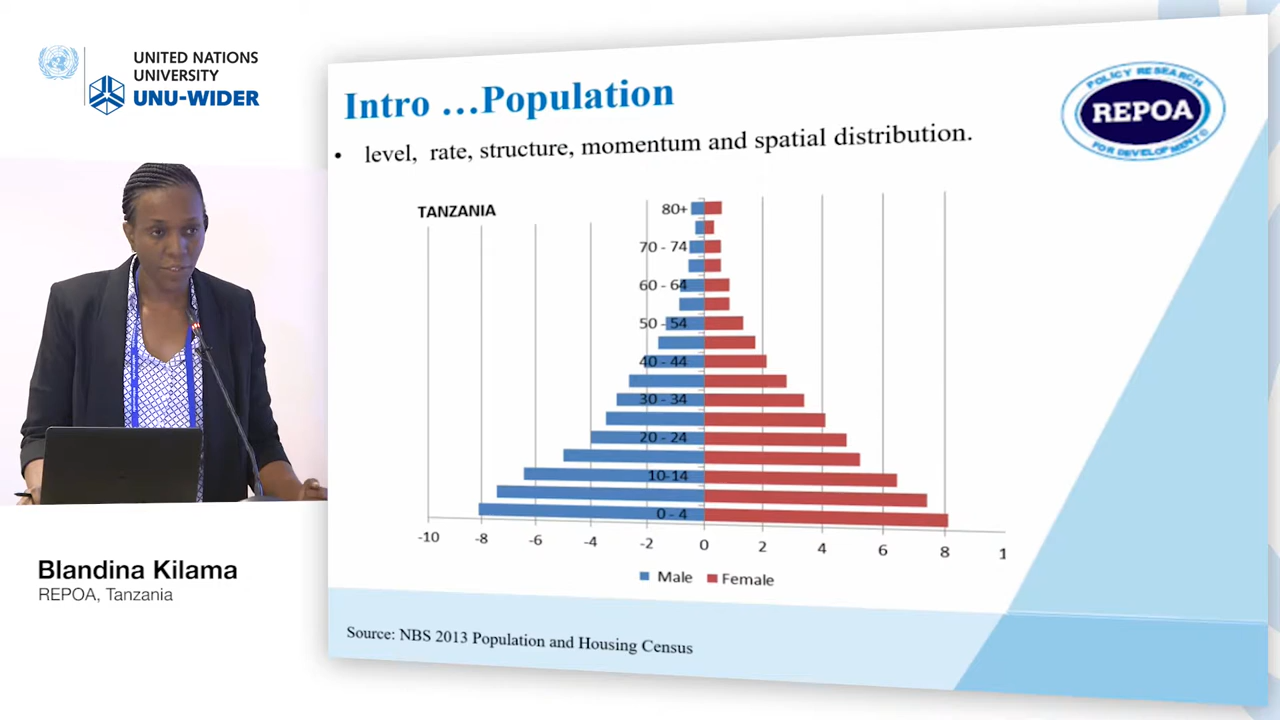 UNITED NATIONS
UNIVERSITY
UNU-WIDER
Intro …Population
• level, rate, structure, momentum and spatial distribution.
POLICY RESEARCH
REPOA
FOR DEVELOPMENT
TANZANIA
80+
70 - 74
60 - 64
50 - 54
40 - 44
30 - 34
20 - 24
10-14
0 - 4
-10 -8 -6 -4 -2 0 2 4 6 8 1
Male Female
Source: NBS 2013 Population and Housing Census
Blandina Kilama
REPOA, Tanzania